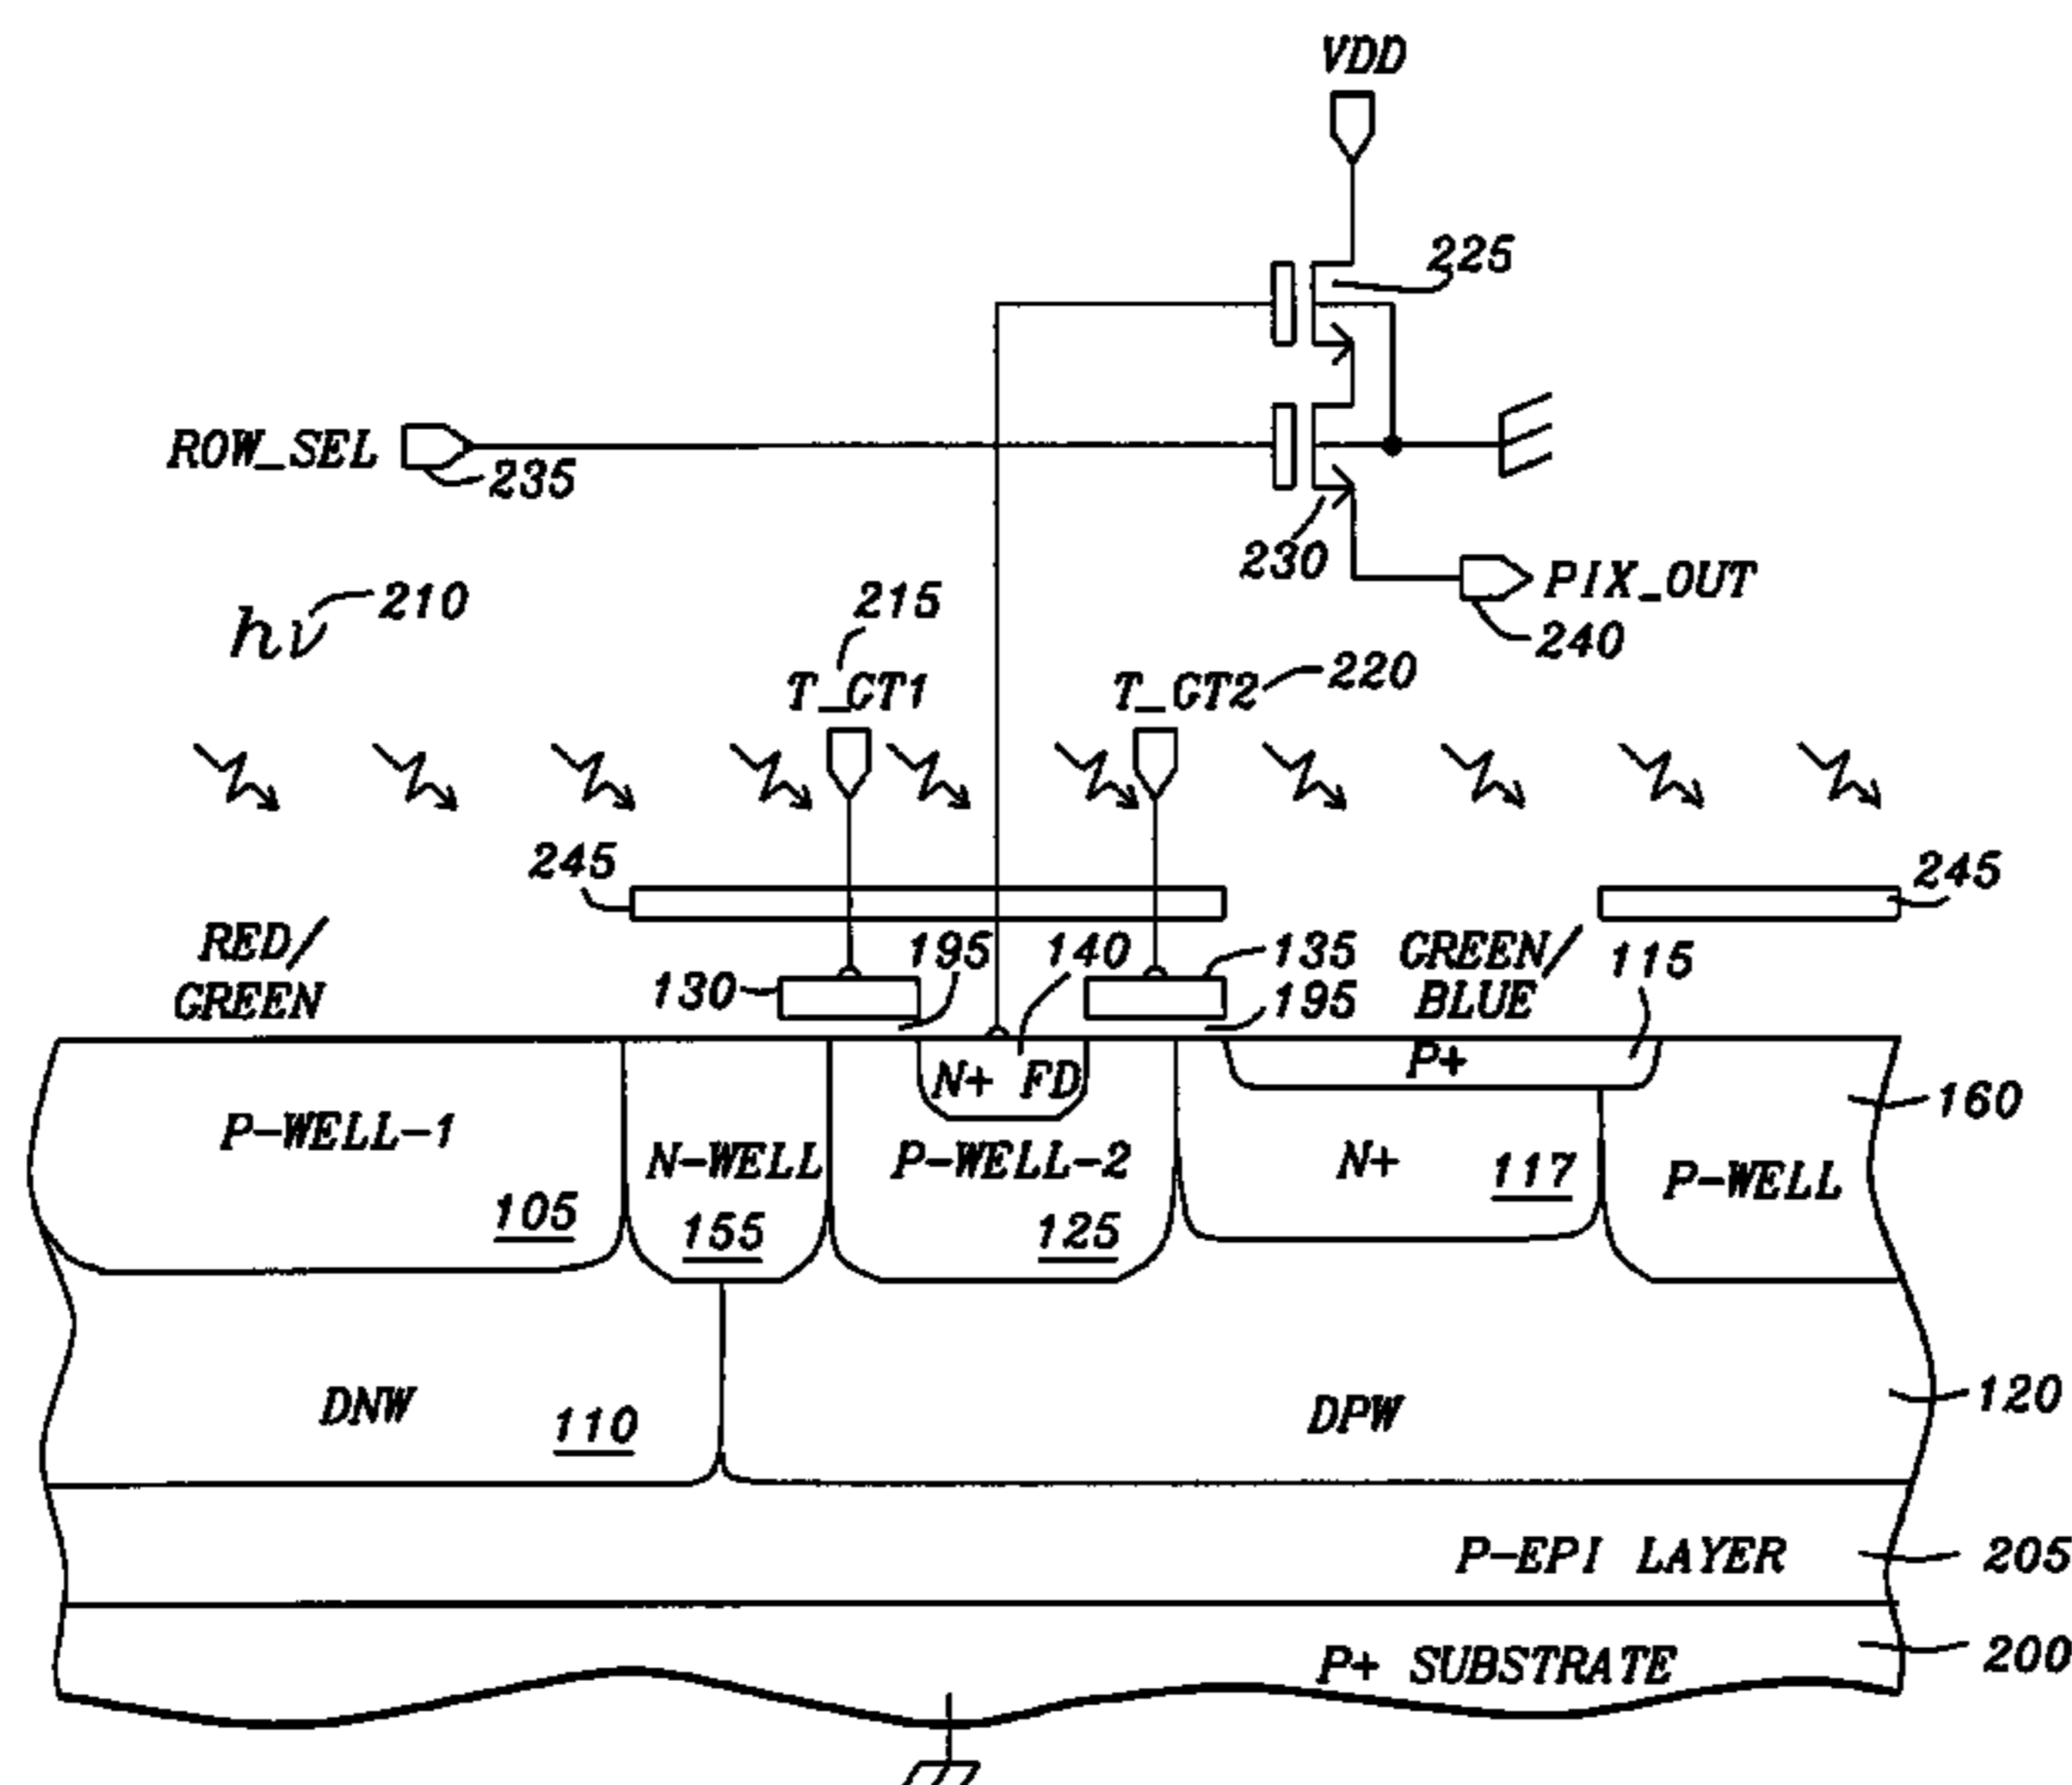 VDD
225
ROW_SEL
235
230
PIX_OUT
240
hν
210
215
T_GT1
T_GT2
220
245
245
RED/
GREEN
130
195
140
135
195
GREEN/
BLUE
115
P+
N+ FD
160
P-WELL-1
105
N-WELL
155
P-WELL-2
125
N+
117
P-WELL
DNW
110
DPW
120
P-EPI LAYER
205
P+ SUBSTRATE
200